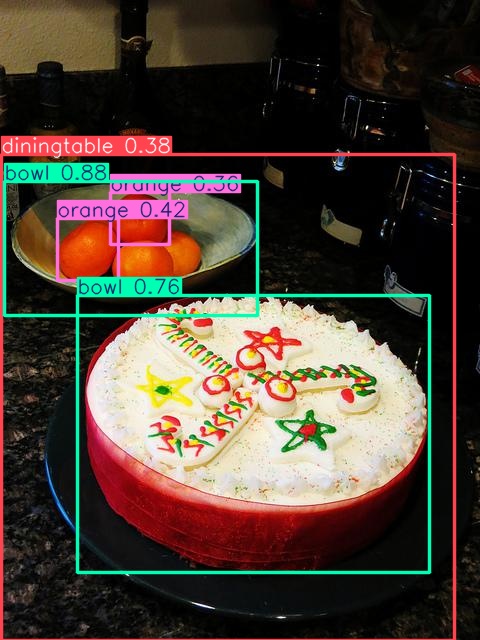 diningtable 0.38
bowl 0.88
orange 0.36
orange 0.42
bowl 0.76